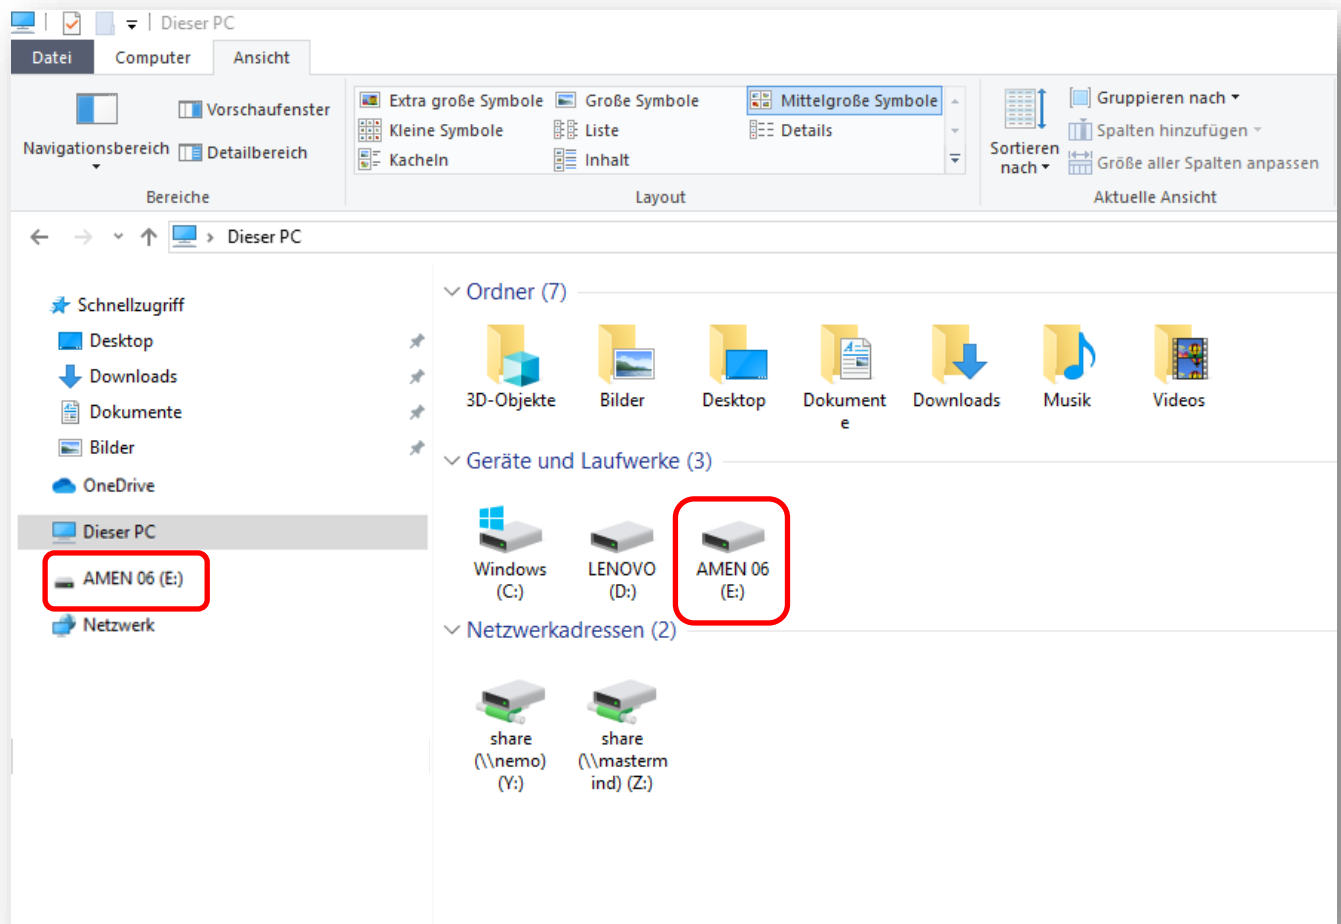 Dieser PC
Datei Computer Ansicht
Navigationsbereich
Vorschaufenster
Detailbereich
Bereiche
Extra große Symbole Große Symbole Mittelgroße Symbole
Kleine Symbole Liste Details
Kacheln Inhalt
Layout
Sortieren
nach
Gruppieren nach
Spalten hinzufügen
Größe aller Spalten anpassen
Aktuelle Ansicht
Dieser PC
Schnellzugriff
Desktop
Downloads
Dokumente
Bilder
OneDrive
Dieser PC
AMEN 06 (E:)
Netzwerk
Ordner (7)
3D-Objekte Bilder Desktop Dokument Downloads Musik Videos
e
Geräte und Laufwerke (3)
Windows LENOVO AMEN 06
(C:) (D:) (E:)
Netzwerkadressen (2)
share share
(\\nemo) (\\masterm
(Y:) ind) (Z:)